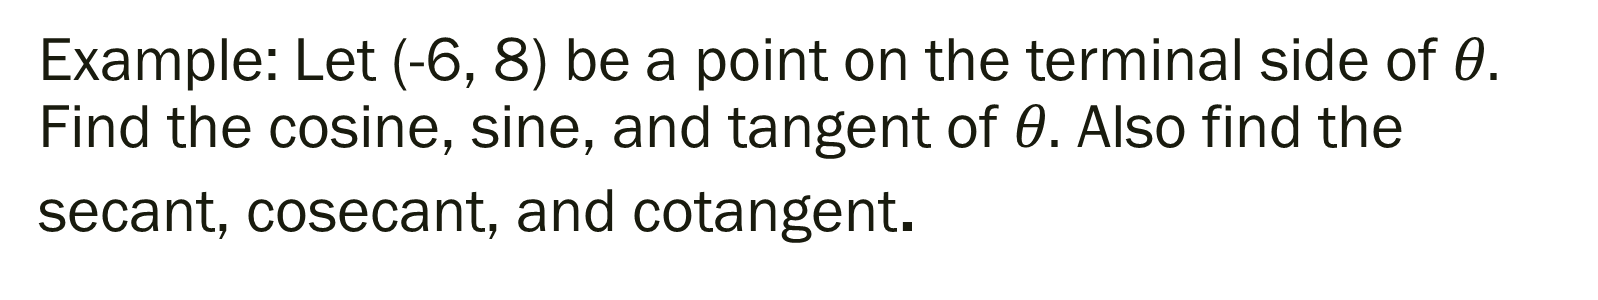 Example: Let (-6, 8) be a point on the terminal side of θ.
Find the cosine, sine, and tangent of θ. Also find the
secant, cosecant, and cotangent.